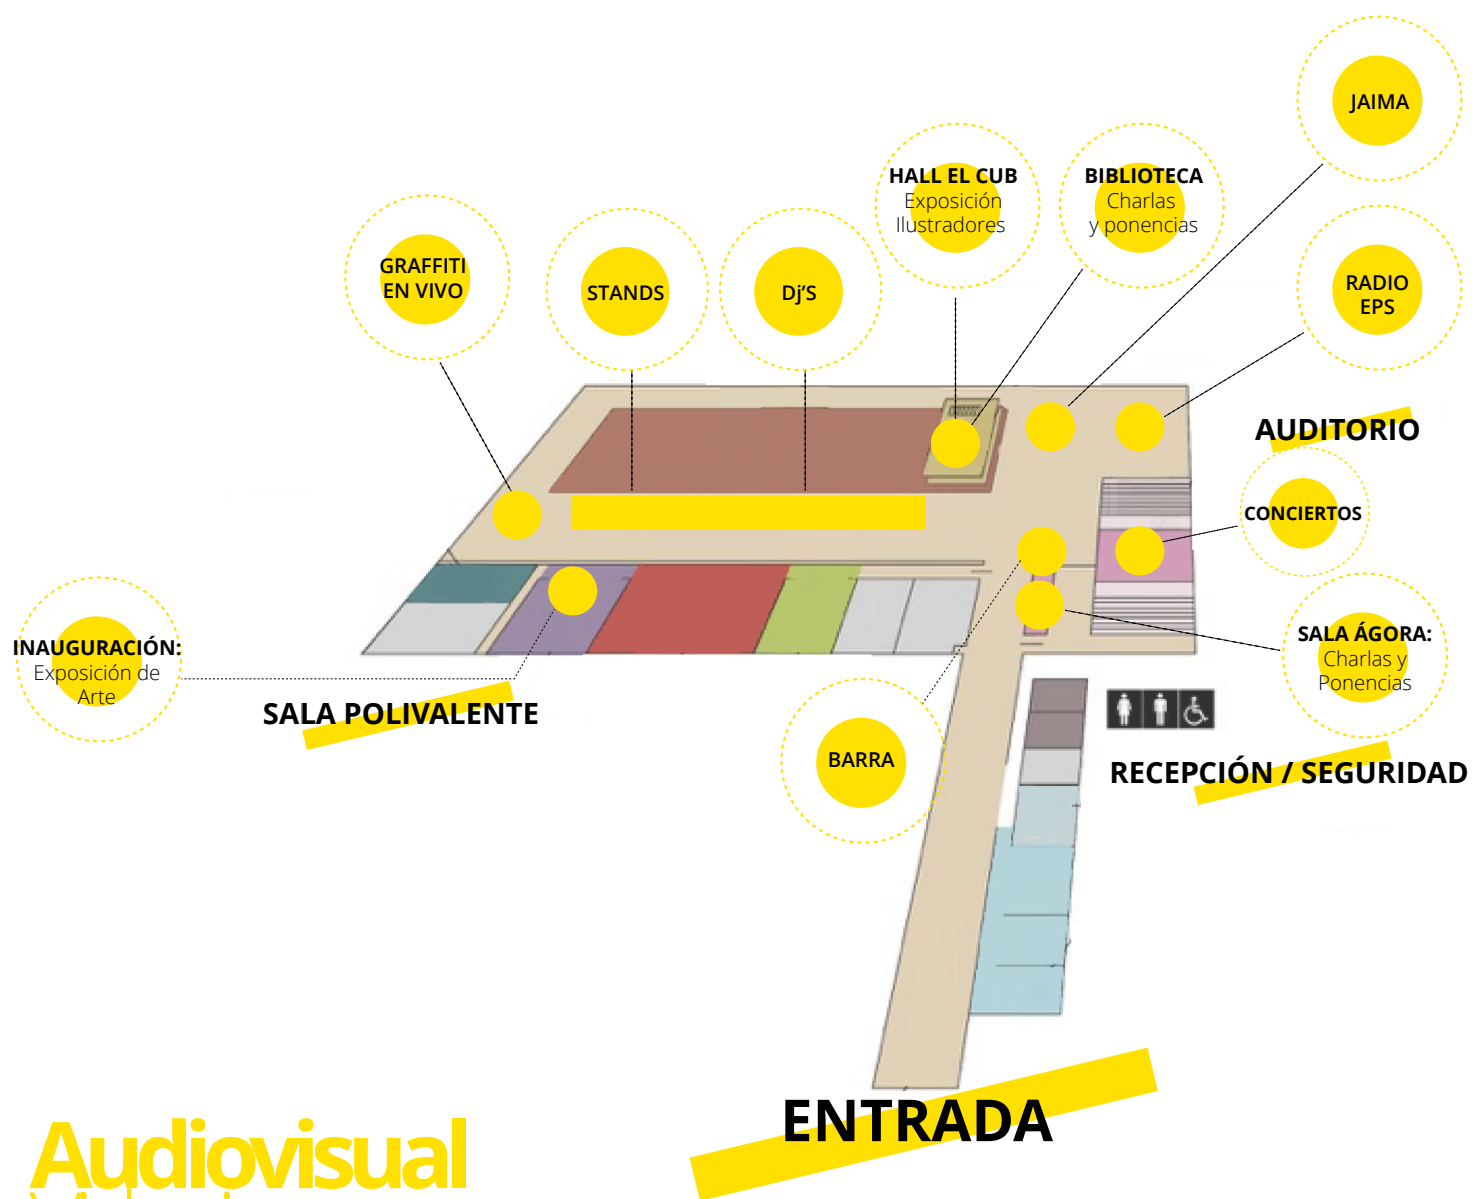 JAIMA
HALL EL CUB
Exposición
Ilustradores
BIBLIOTECA
Charlas
y ponencias
GRAFFITI
EN VIVO
STANDS
Dj'S
RADIO
EPS
AUDITORIO
CONCIERTOS
INAUGURACIÓN:
Exposición de
Arte
SALA POLIVALENTE
SALA ÁGORA:
Charlas y
Ponencias
BARRA
RECEPCIÓN / SEGURIDAD
ENTRADA
Audiovisual